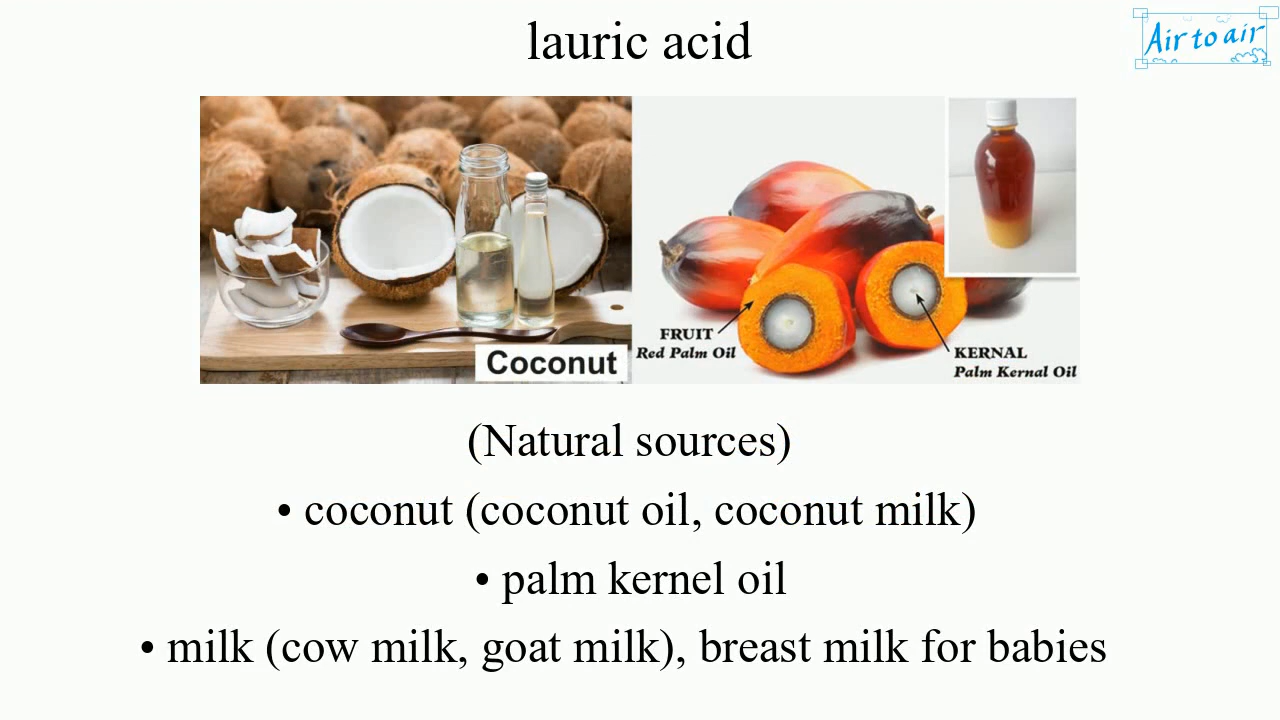 lauric acid
Air to air
Coconut
FRUIT
Red Palm Oil
KERNAL
Palm Kernal Oil
(Natural sources)
• coconut (coconut oil, coconut milk)
• palm kernel oil
• milk (cow milk, goat milk), breast milk for babies